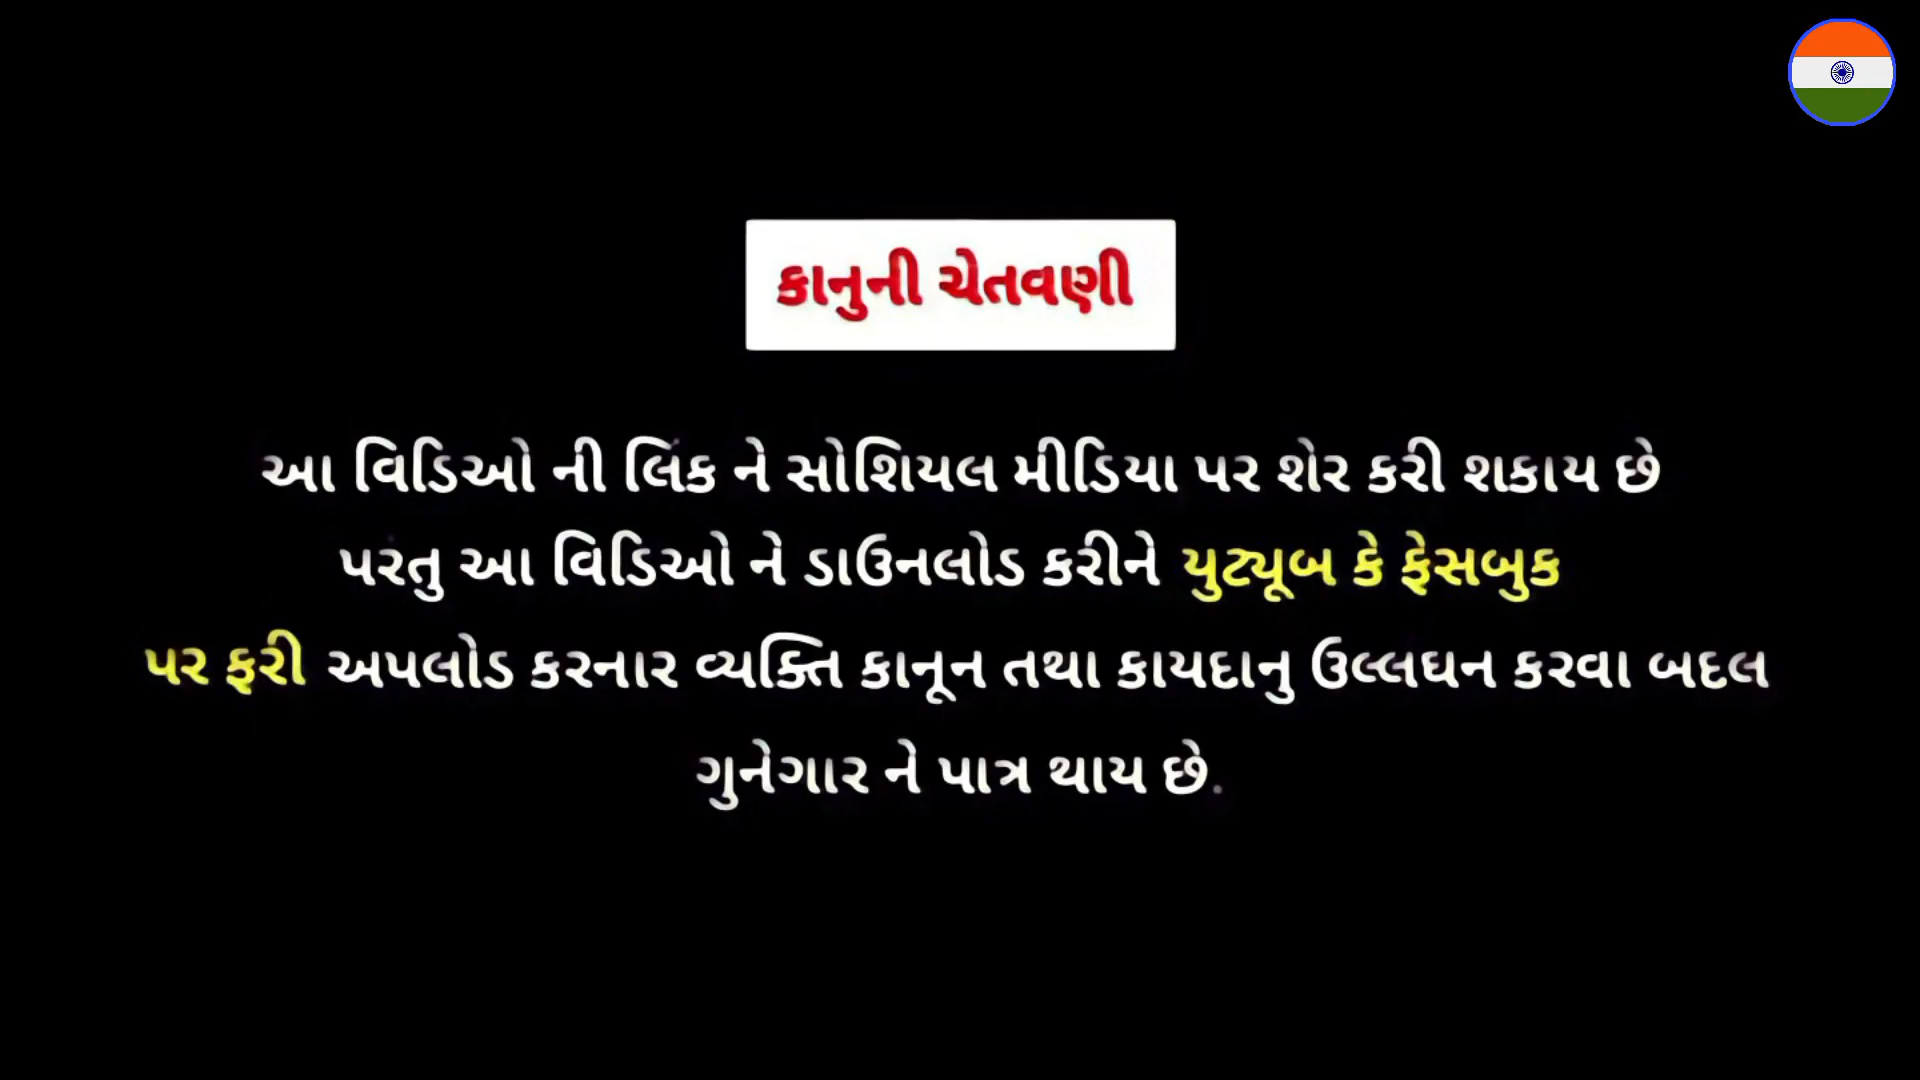 કાનુની ચેતવણી
આ વિડિઓ ની લિંક ને સોશિયલ મીડિયા પર શેર કરી શકાય છે
પરંતુ આ વિડિઓ ને ડાઉનલોડ કરીને યુટ્યૂબ કે ફેસબુક
પર ફરી અપલોડ કરનાર વ્યક્તિ કાનૂન તથા કાયદાનુ ઉલ્લઘન કરવા બદલ
ગુનેગાર ને પાત્ર થાય છે.